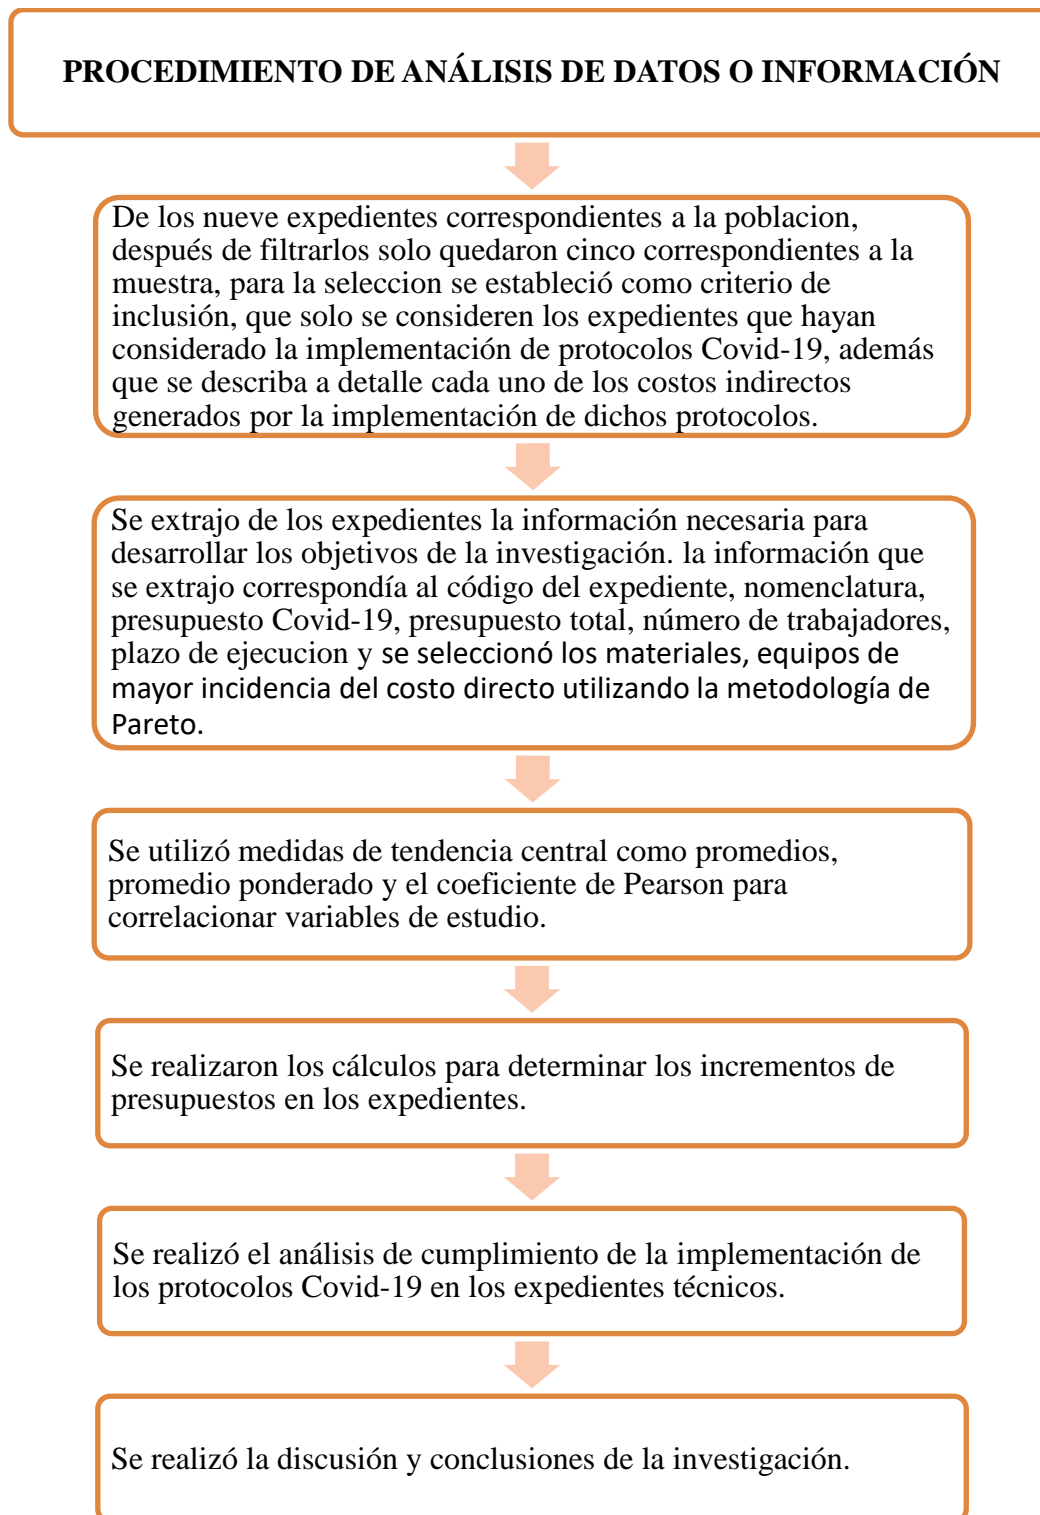 PROCEDIMIENTO DE ANÁLISIS DE DATOS O INFORMACIÓN
De los nueve expedientes correspondientes a la poblacion,
después de filtrarlos solo quedaron cinco correspondientes a la
muestra, para la seleccion se estableció como criterio de
inclusión, que solo se consideren los expedientes que hayan
considerado la implementación de protocolos Covid-19, además
que se describa a detalle cada uno de los costos indirectos
generados por la implementación de dichos protocolos.
Se extrajo de los expedientes la información necesaria para
desarrollar los objetivos de la investigación. la información que
se extrajo correspondía al código del expediente, nomenclatura,
presupuesto Covid-19, presupuesto total, número de trabajadores,
plazo de ejecucion y se seleccionó los materiales, equipos de
mayor incidencia del costo directo utilizando la metodología de
Pareto.
Se utilizó medidas de tendencia central como promedios,
promedio ponderado y el coeficiente de Pearson para
correlacionar variables de estudio.
Se realizaron los cálculos para determinar los incrementos de
presupuestos en los expedientes.
Se realizó el análisis de cumplimiento de la implementación de
los protocolos Covid-19 en los expedientes técnicos.
Se realizó la discusión y conclusiones de la investigación.